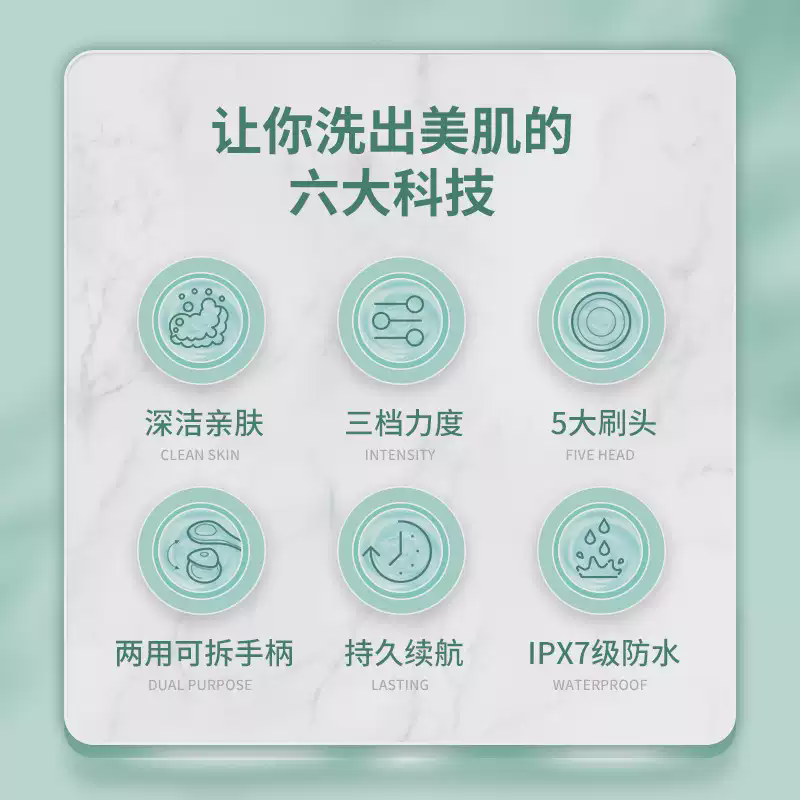 让你洗出美肌的
六大科技
深洁亲肤
CLEAN SKIN
三档力度
INTENSITY
5大刷头
FIVE HEAD
两用可拆手柄
DUAL PURPOSE
持久续航
LASTING
IPX7级防水
WATERPROOF